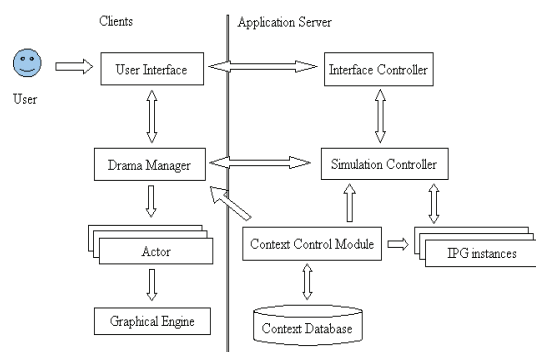 Clients
Application Server
User Interface
Interface Controller
User
Drama Manager
Simulation Controller
Actor
Context Control Module
IPG instances
Graphical Engine
Context Database